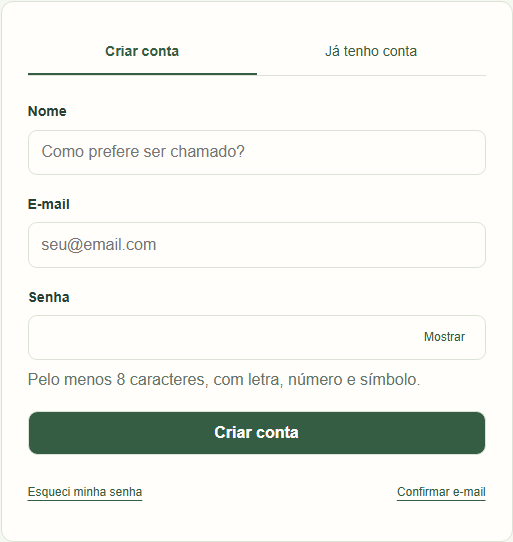 Criar conta
Já tenho conta
Nome
Como prefere ser chamado?
E-mail
seu@email.com
Senha
Mostrar
Pelo menos 8 caracteres, com letra, número e símbolo.
Criar conta
Esqueci minha senha
Confirmar e-mail